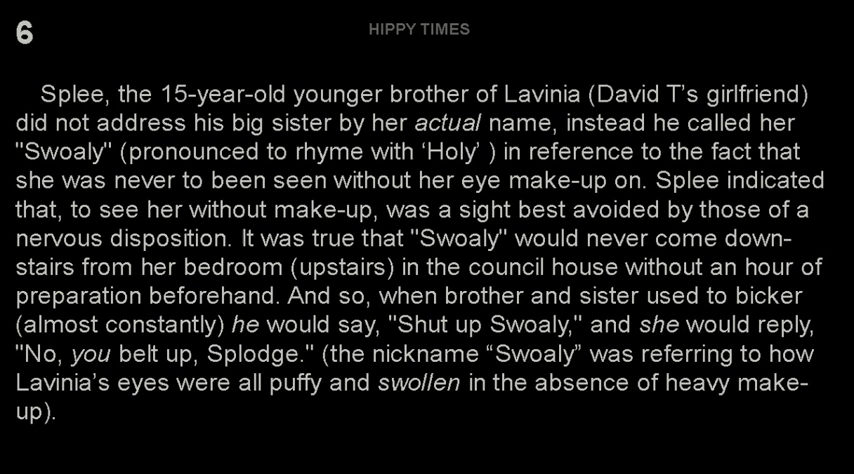 6
HIPPY TIMES
Splee, the 15-year-old younger brother of Lavinia (David T’s girlfriend)
did not address his big sister by her actual name, instead he called her
"Swoaly" (pronounced to rhyme with ‘Holy’ ) in reference to the fact that
she was never to been seen without her eye make-up on. Splee indicated
that, to see her without make-up, was a sight best avoided by those of a
nervous disposition. It was true that "Swoaly" would never come down-
stairs from her bedroom (upstairs) in the council house without an hour of
preparation beforehand. And so, when brother and sister used to bicker
(almost constantly) he would say, "Shut up Swoaly," and she would reply,
"No, you belt up, Splodge." (the nickname “Swoaly” was referring to how
Lavinia’s eyes were all puffy and swollen in the absence of heavy make-
up).